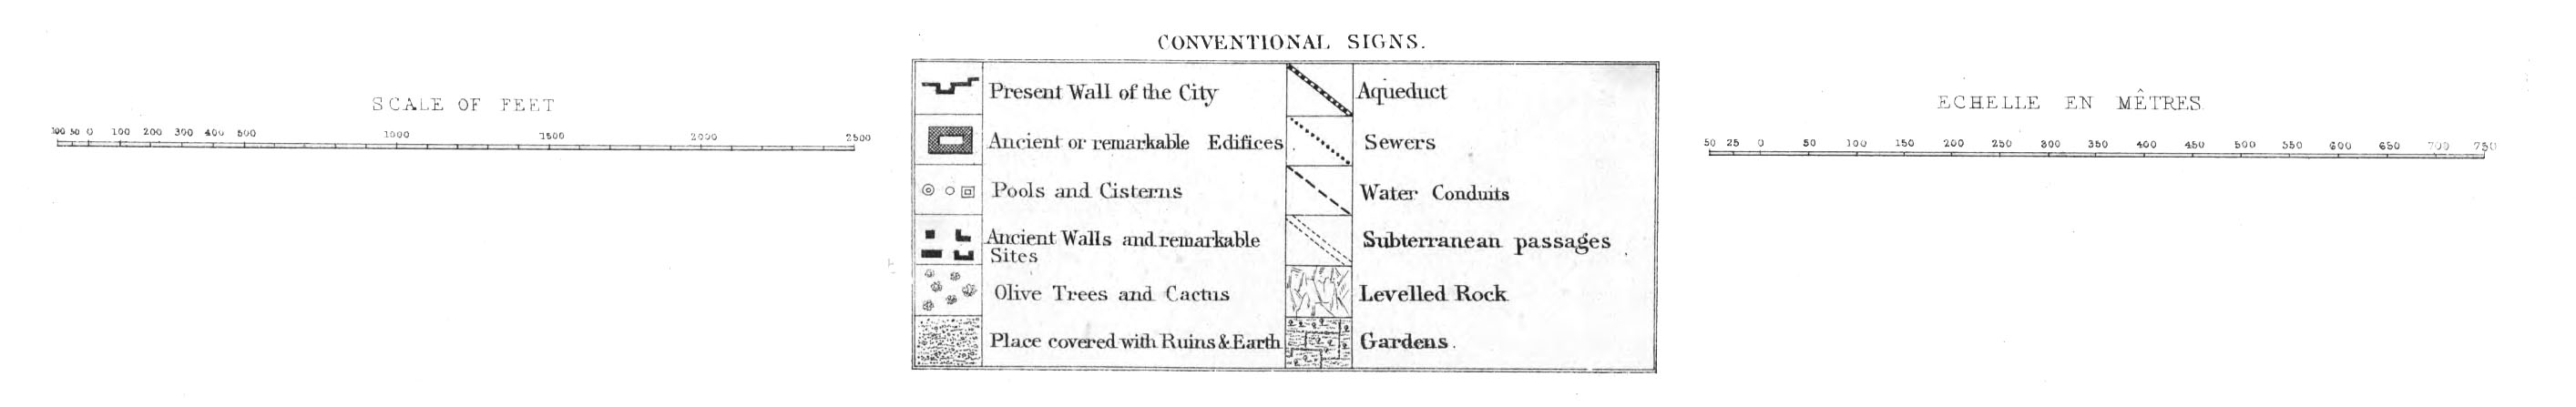 CONVENTIONAL SIGNS.
SCALE OF FEET
100 50 0 100 200 300 400 500 1000 1500 2000 2500
Present Wall of the City
Ancient or remarkable Edifices
Pools and Cisterns
Ancient Walls and remarkable
Sites
Olive Trees and Cactus
Place covered with Ruins & Earth
Aqueduct
Sewers
Water Conduits
Subterranean passages
Levelled Rock
Gardens.
ECHELLE EN MÊTRES
50 25 0 50 100 150 200 250 300 350 400 450 500 550 600 650 700 750